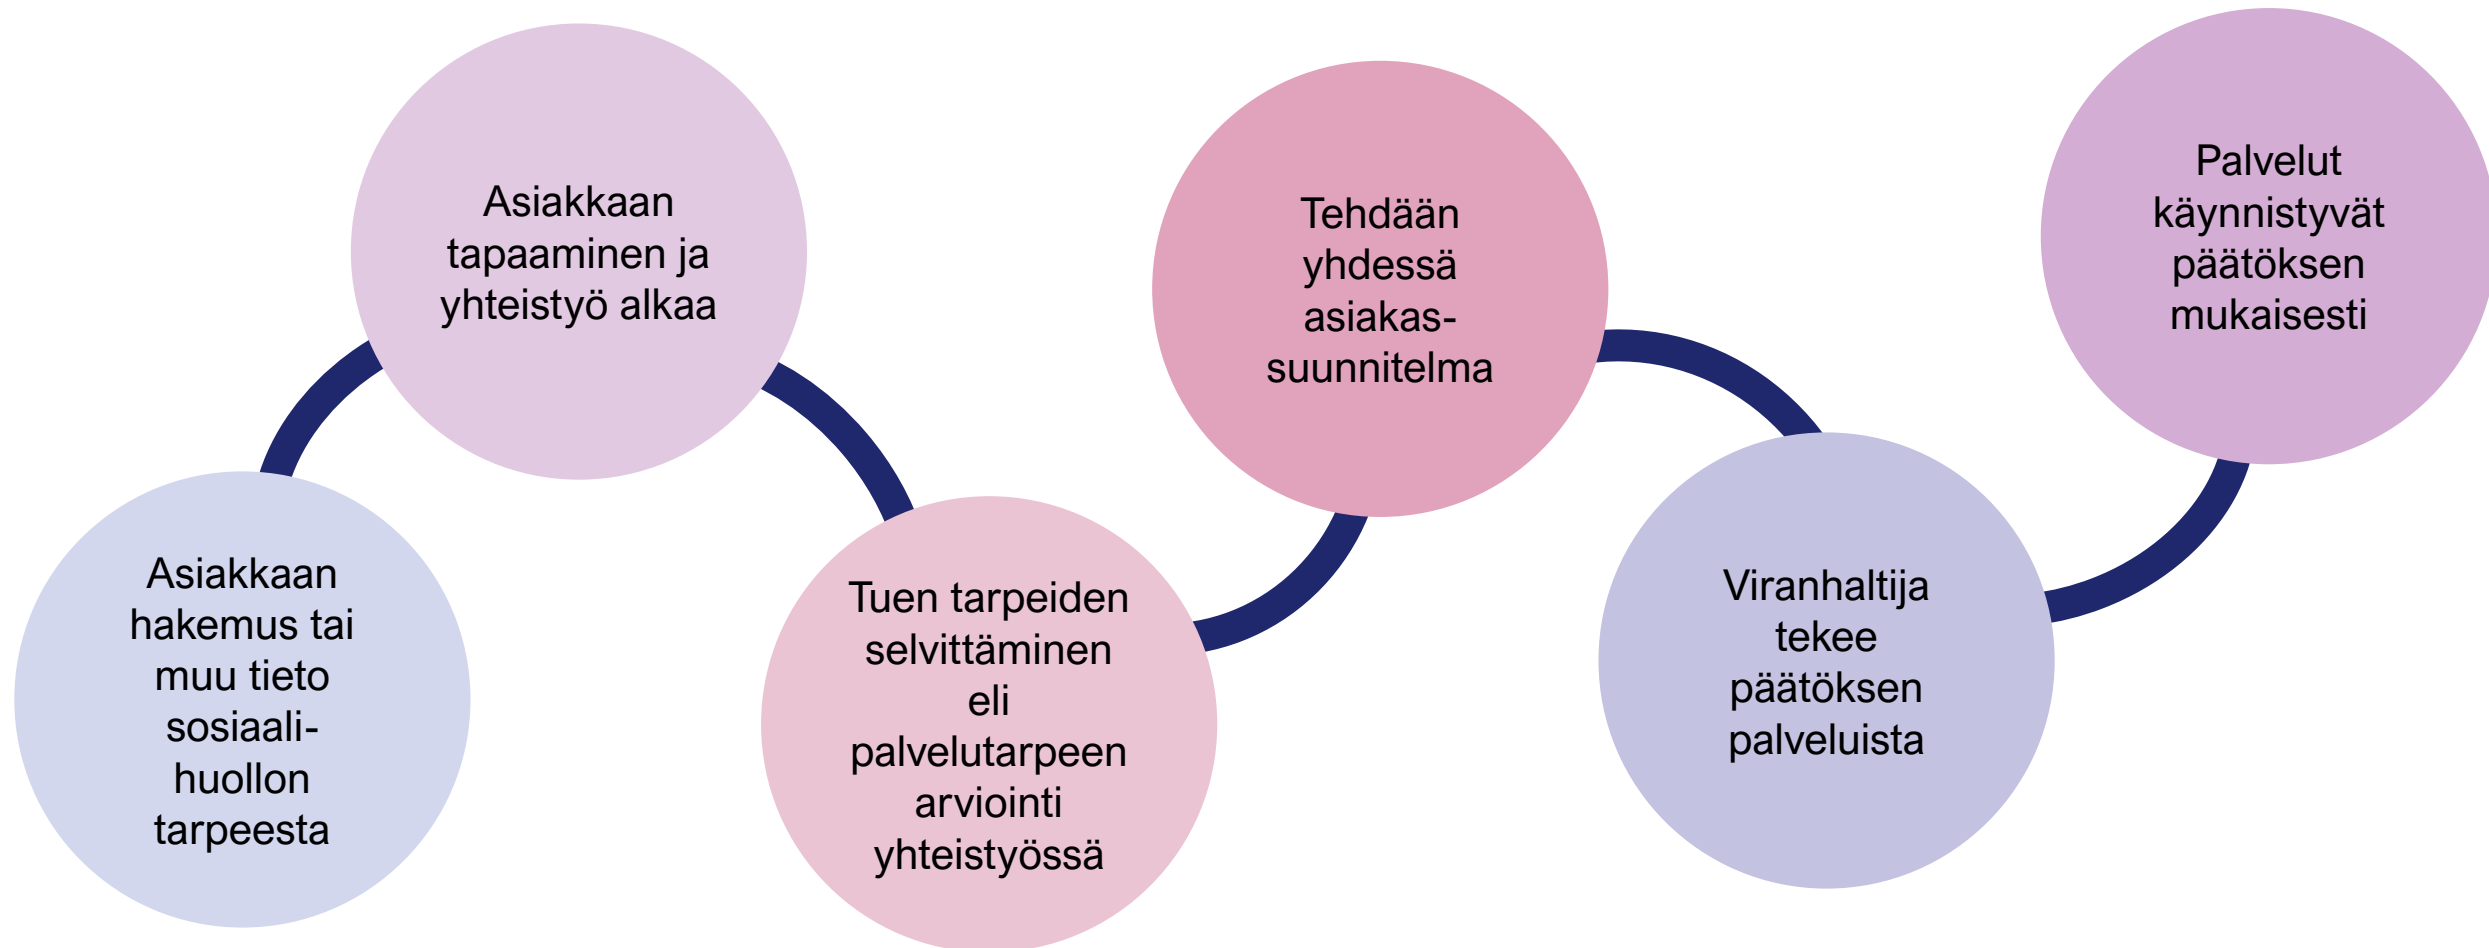 Asiakkaan
hakemus tai
muu tieto
sosiaali-
huollon
tarpeesta
Asiakkaan
tapaaminen ja
yhteistyö alkaa
Tuen tarpeiden
selvittäminen
eli
palvelutarpeen
arviointi
yhteistyössä
Tehdään
yhdessä
asiakas-
suunnitelma
Viranhaltija
tekee
päätöksen
palveluista
Palvelut
käynnistyvät
päätöksen
mukaisesti